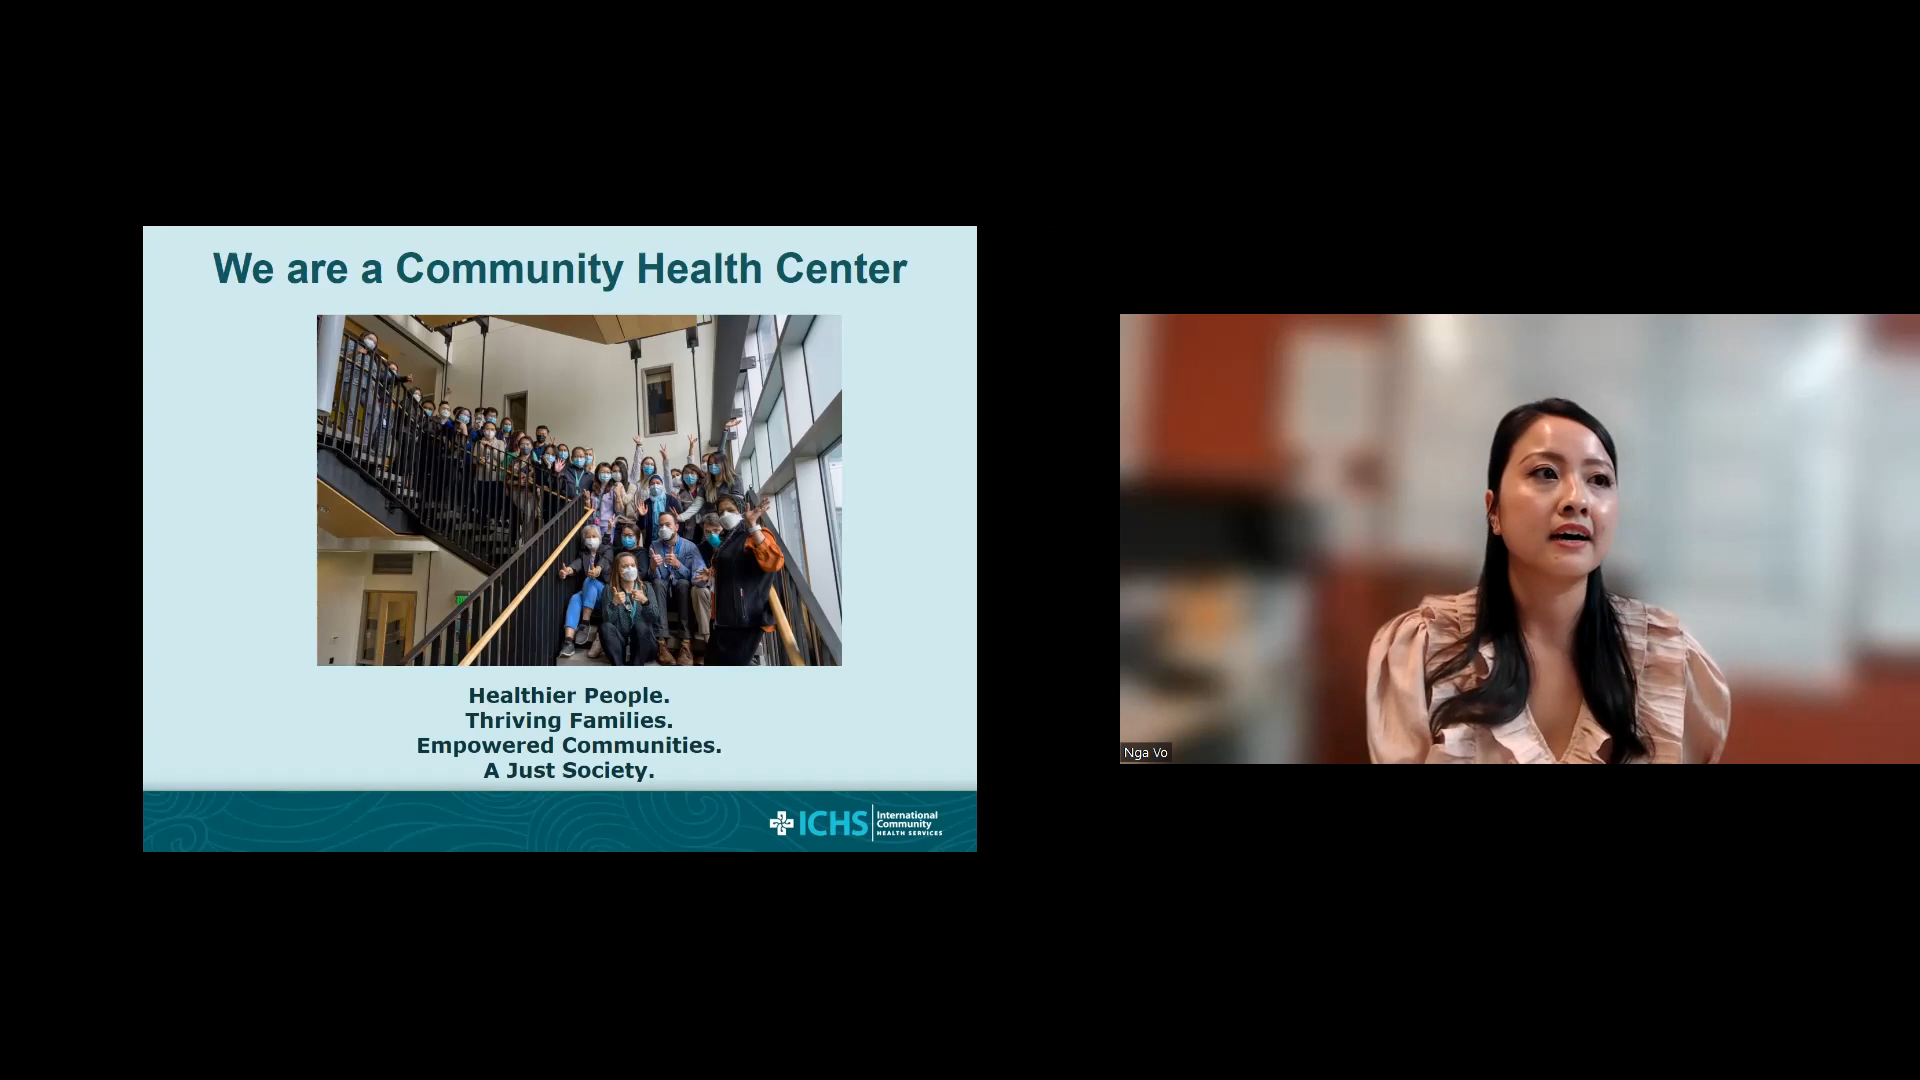 We are a Community Health Center
Healthier People.
Thriving Families.
Empowered Communities.
A Just Society.
ICHS
International
Community
HEALTH SERVICES
Nga Vo